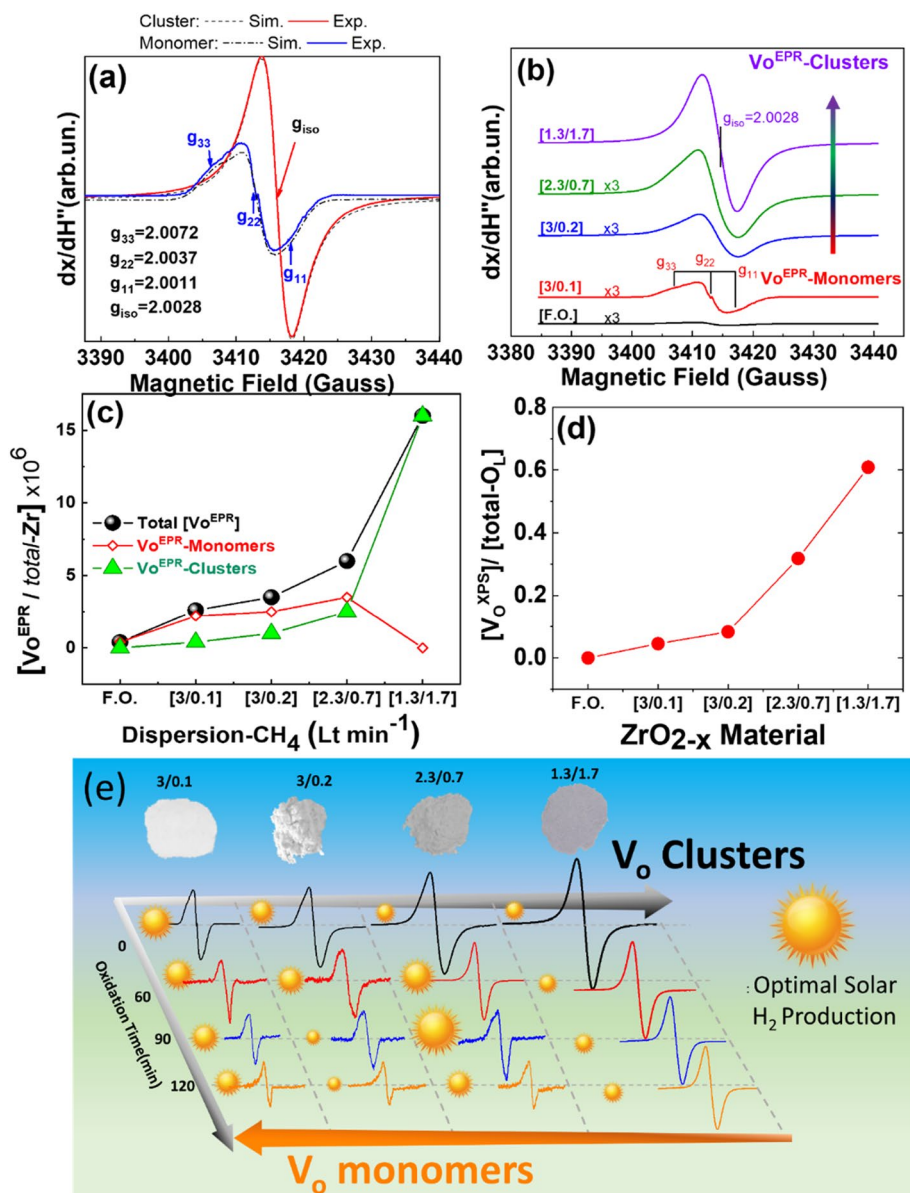 Cluster: Sim. Exp.
Monomer: Sim. Exp.
(a)
g33
giso
g22
g11
g33=2.0072
g22=2.0037
g11=2.0011
giso=2.0028
dx/dH"(arb.un.)
3390 3400 3410 3420 3430 3440
Magnetic Field (Gauss)
(b)
VoEPR-Clusters
giso=2.0028
[1.3/1.7]
[2.3/0.7] x3
[3/0.2] x3
g33 g22 g11
VoEPR-Monomers
[3/0.1] x3
[F.O.] x3
dx/dH"(arb.un.)
3380 3390 3400 3410 3420 3430 3440
Magnetic Field (Gauss)
(c)
[VoEPR / total-Zr] x10^6
15
10
5
0
Total [VoEPR]
VoEPR-Monomers
VoEPR-Clusters
F.O. [3/0.1] [3/0.2] [2.3/0.7] [1.3/1.7]
Dispersion-CH4 (Lt min-1)
(d)
[VoXPS]/ [total-OL]
0.8
0.6
0.4
0.2
0.0
F.O. [3/0.1] [3/0.2] [2.3/0.7] [1.3/1.7]
ZrO2-x Material
(e)
3/0.1 3/0.2 2.3/0.7 1.3/1.7
Vo Clusters
0
60
90
120
Oxidation Time(min)
: Optimal Solar
H2 Production
Vo monomers